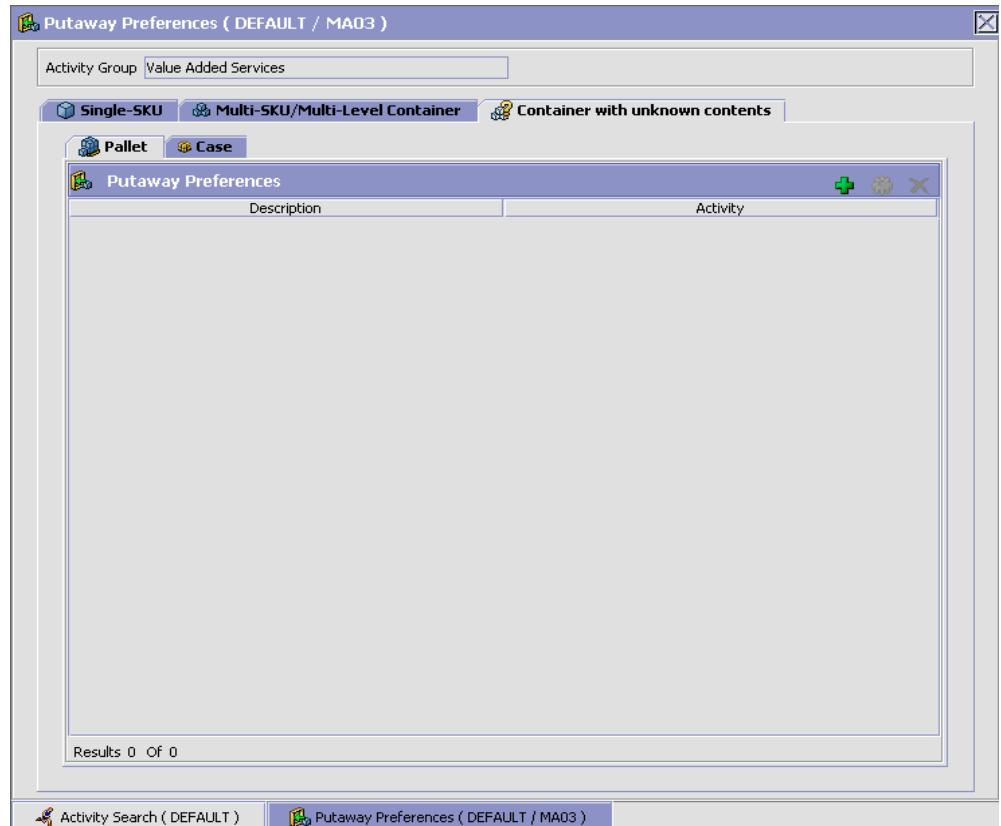 Putaway Preferences ( DEFAULT / MA03 )
Activity Group Value Added Services
Single-SKU Multi-SKU/Multi-Level Container Container with unknown contents
Pallet Case
Putaway Preferences
Description Activity
Results 0 Of 0
Activity Search ( DEFAULT ) Putaway Preferences ( DEFAULT / MA03 )